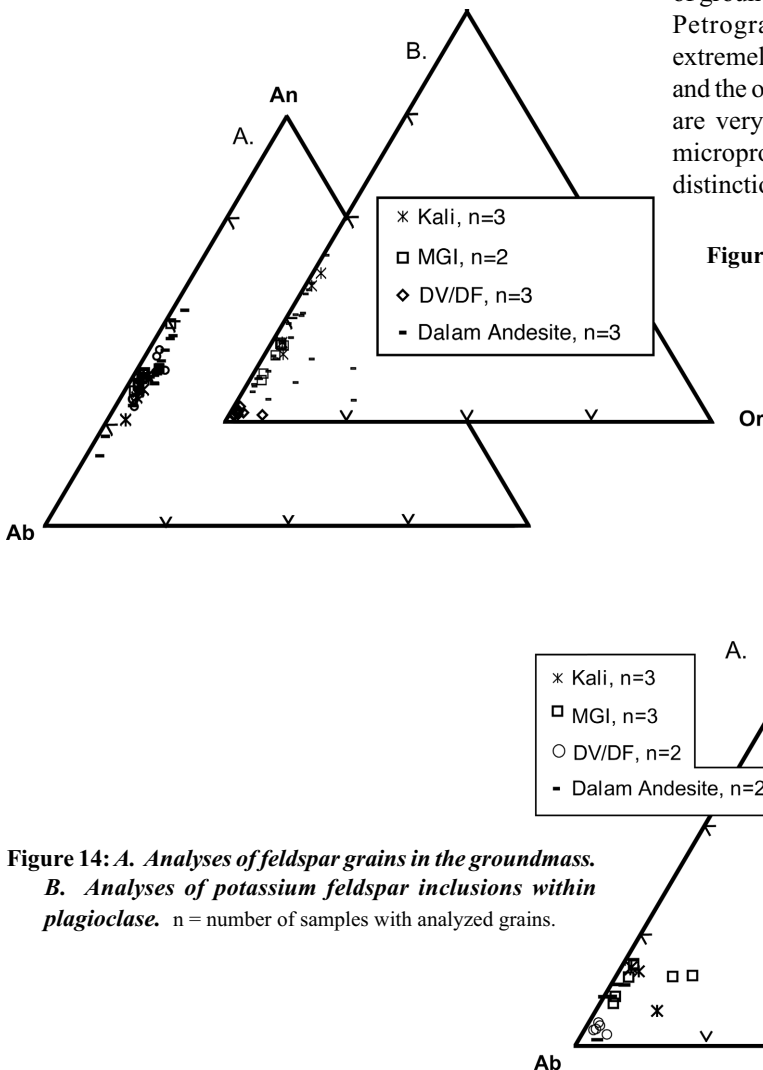 of groun
Petrogra
extremel
and the o
are very
micropro
distinctio
B.
An
A.
Kali, n=3
MGI, n=2
DV/DF, n=3
Dalam Andesite, n=3
Figur
Or
Ab
A.
Kali, n=3
MGI, n=3
DV/DF, n=2
Dalam Andesite, n=2
Figure 14: A. Analyses of feldspar grains in the groundmass.
B. Analyses of potassium feldspar inclusions within
plagioclase. n = number of samples with analyzed grains.
Ab